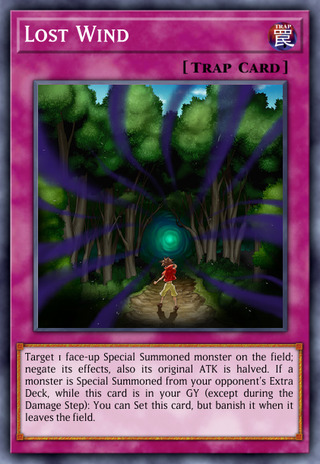 Lost Wind
TRAP
罠
[Trap Card]
Target 1 face-up Special Summoned monster on the field;
negate its effects, also its original ATK is halved. If a
monster is Special Summoned from your opponent's Extra
Deck, while this card is in your GY (except during the
Damage Step): You can Set this card, but banish it when it
leaves the field.